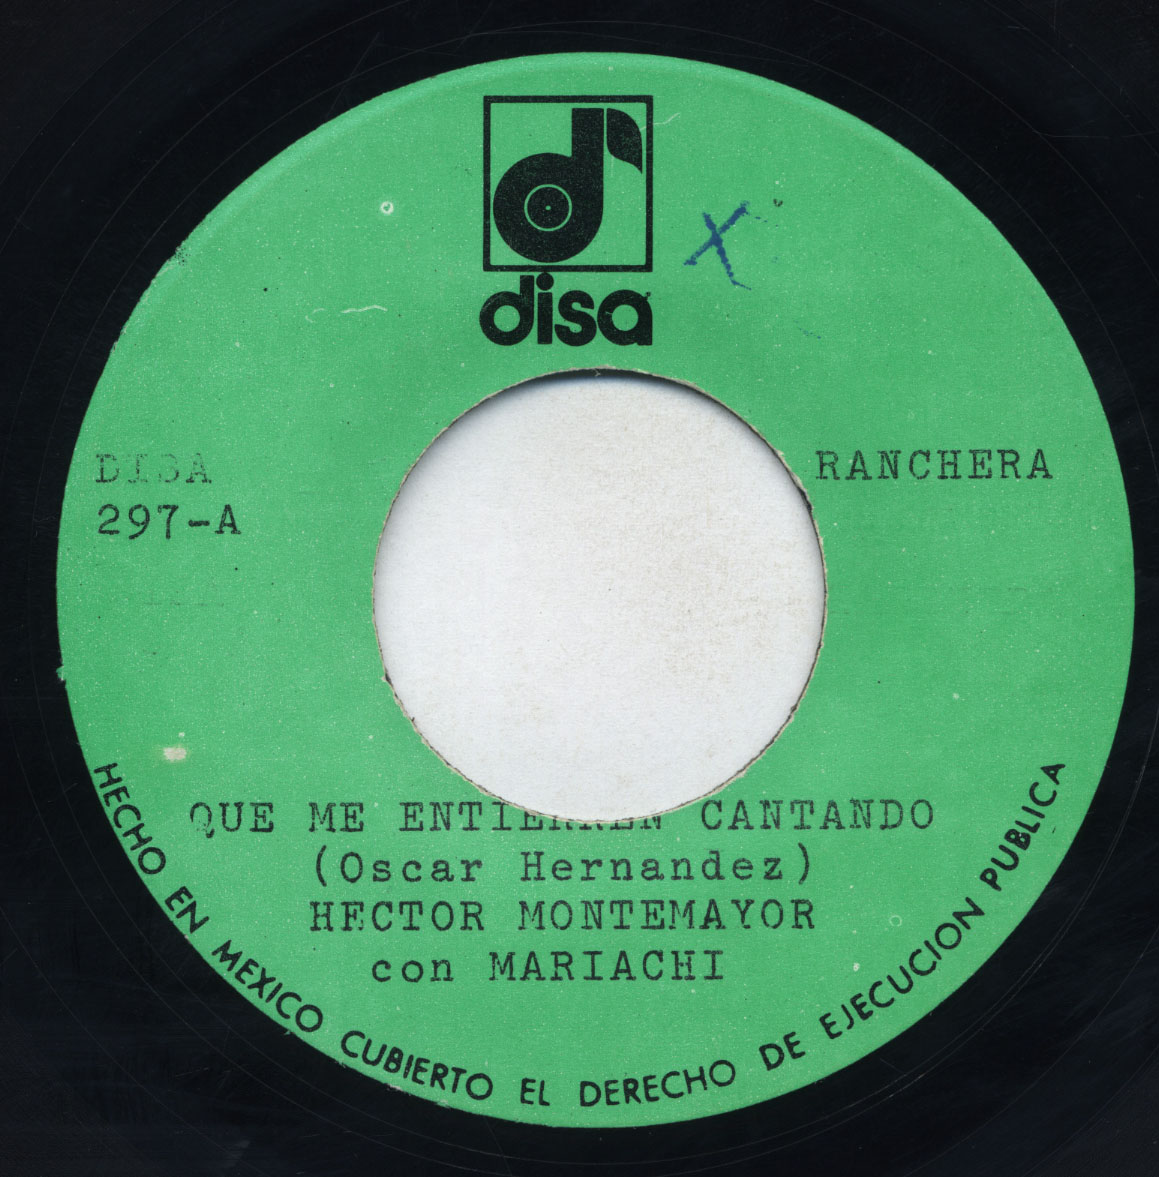 disa
DISA
297-A
RANCHERA
QUE ME ENTIERREN CANTANDO
(Oscar Hernandez)
HECTOR MONTEMAYOR
con MARIACHI
HECHO EN MEXICO CUBIERTO EL DERECHO DE EJECUCION PUBLICA
X